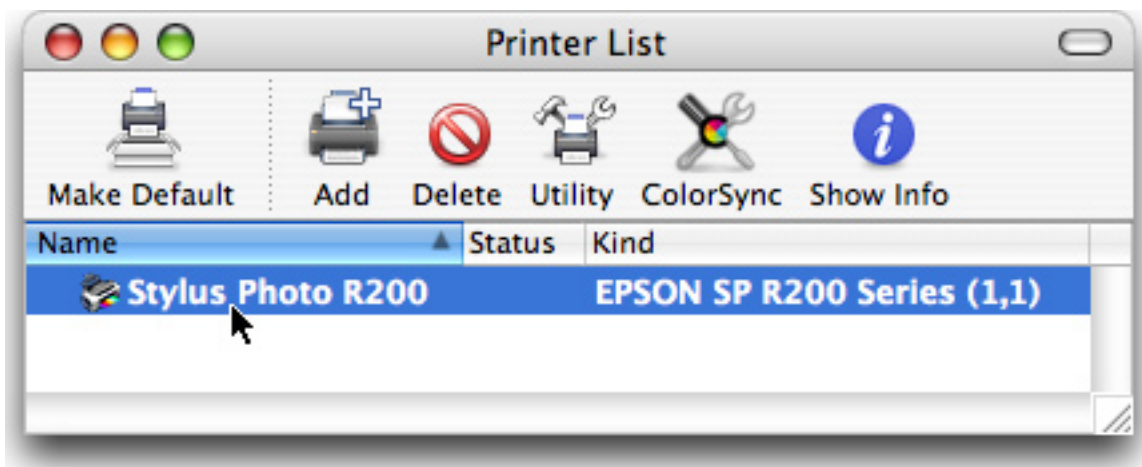 Printer List
Make Default Add Delete Utility ColorSync Show Info
Name Status Kind
Stylus Photo R200 EPSON SP R200 Series (1,1)